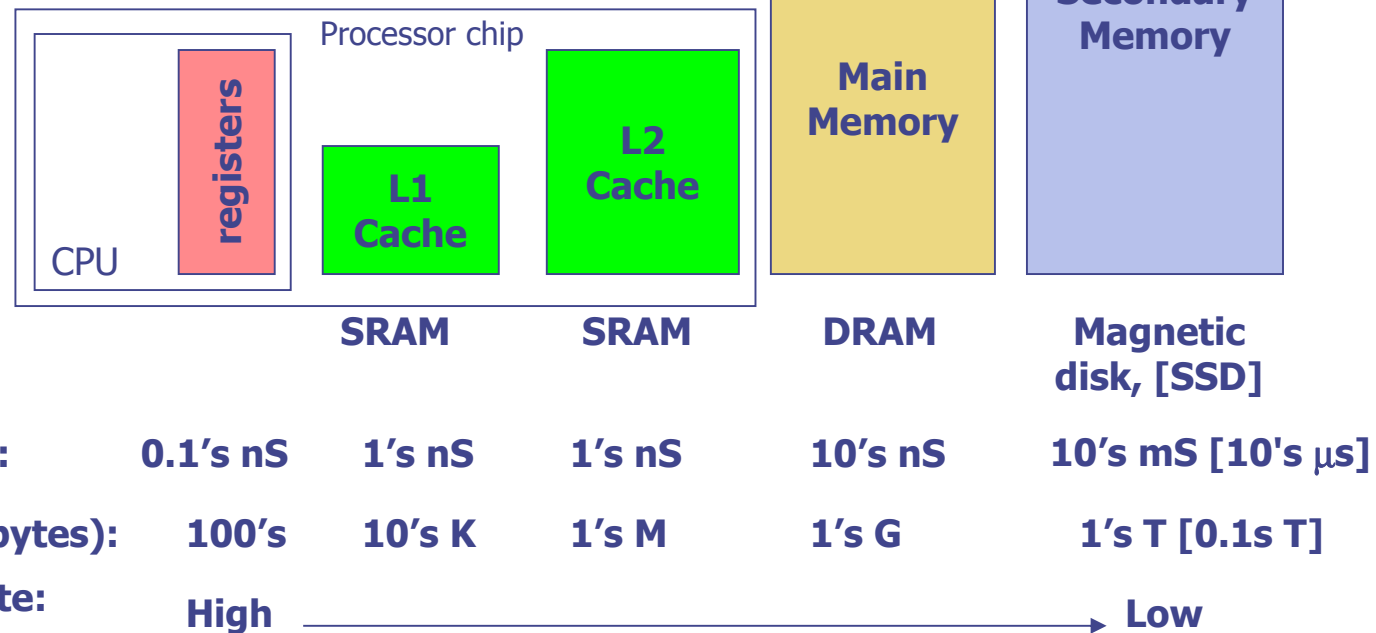 Memory
Processor chip
registers
CPU
L1
Cache
L2
Cache
Main
Memory
SRAM
SRAM
DRAM
Magnetic
disk, [SSD]
: 0.1’s nS 1’s nS 1’s nS 10’s nS 10’s mS [10's μs]
bytes): 100’s 10’s K 1’s M 1’s G 1’s T [0.1s T]
te: High Low